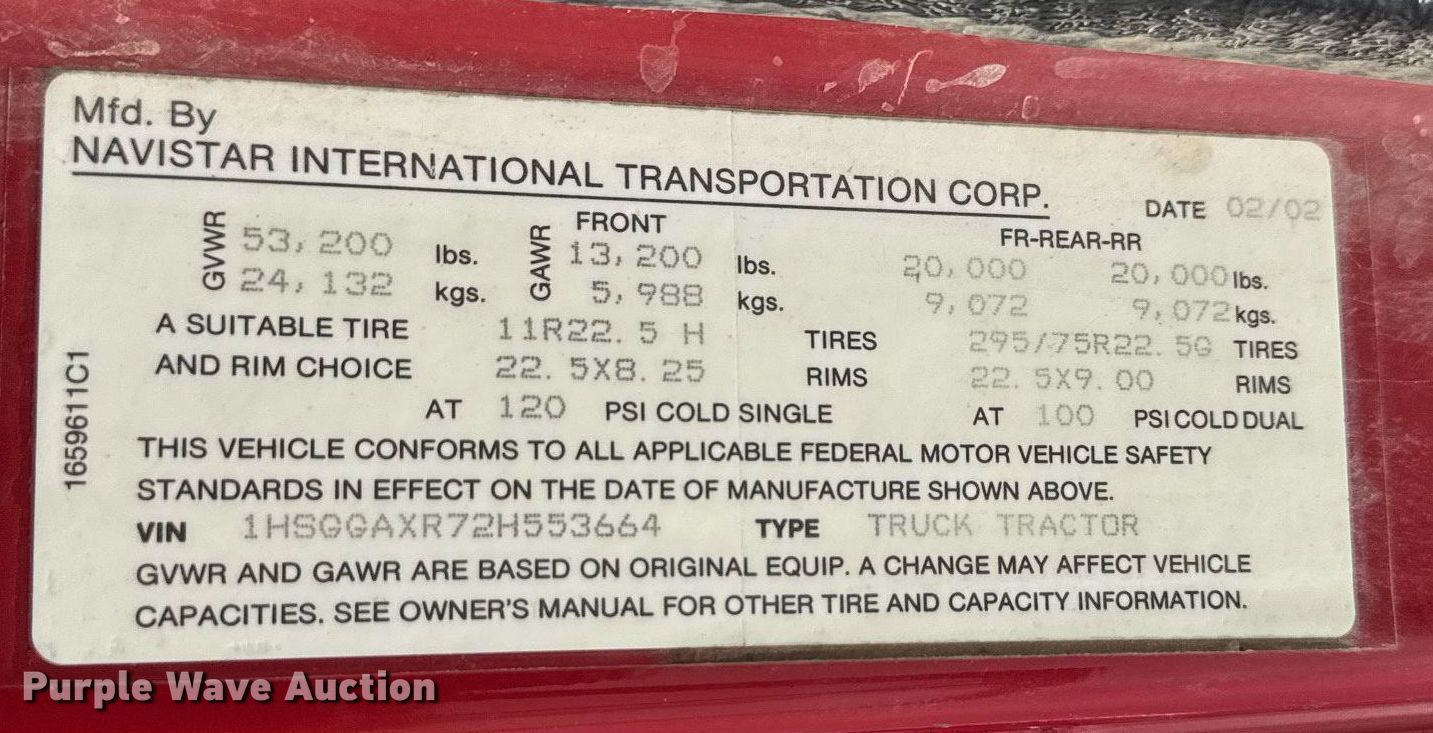 Mfd. By
NAVISTAR INTERNATIONAL TRANSPORTATION CORP.
DATE 02/02
FRONT FR-REAR-RR
GVWR 53,200 lbs. GAWR 13,200 lbs. 20,000 20,000 lbs.
24,132 kgs. 5,988 kgs. 9,072 9,072 kgs.
A SUITABLE TIRE 11R22.5 H TIRES 295/75R22.5G TIRES
AND RIM CHOICE 22.5X8.25 RIMS 22.5X9.00 RIMS
AT 120 PSI COLD SINGLE AT 100 PSI COLD DUAL
THIS VEHICLE CONFORMS TO ALL APPLICABLE FEDERAL MOTOR VEHICLE SAFETY
STANDARDS IN EFFECT ON THE DATE OF MANUFACTURE SHOWN ABOVE.
VIN 1HSGGAXR72H553664 TYPE TRUCK TRACTOR
GVWR AND GAWR ARE BASED ON ORIGINAL EQUIP. A CHANGE MAY AFFECT VEHICLE
CAPACITIES. SEE OWNER'S MANUAL FOR OTHER TIRE AND CAPACITY INFORMATION.
1659611C1
Purple Wave Auction